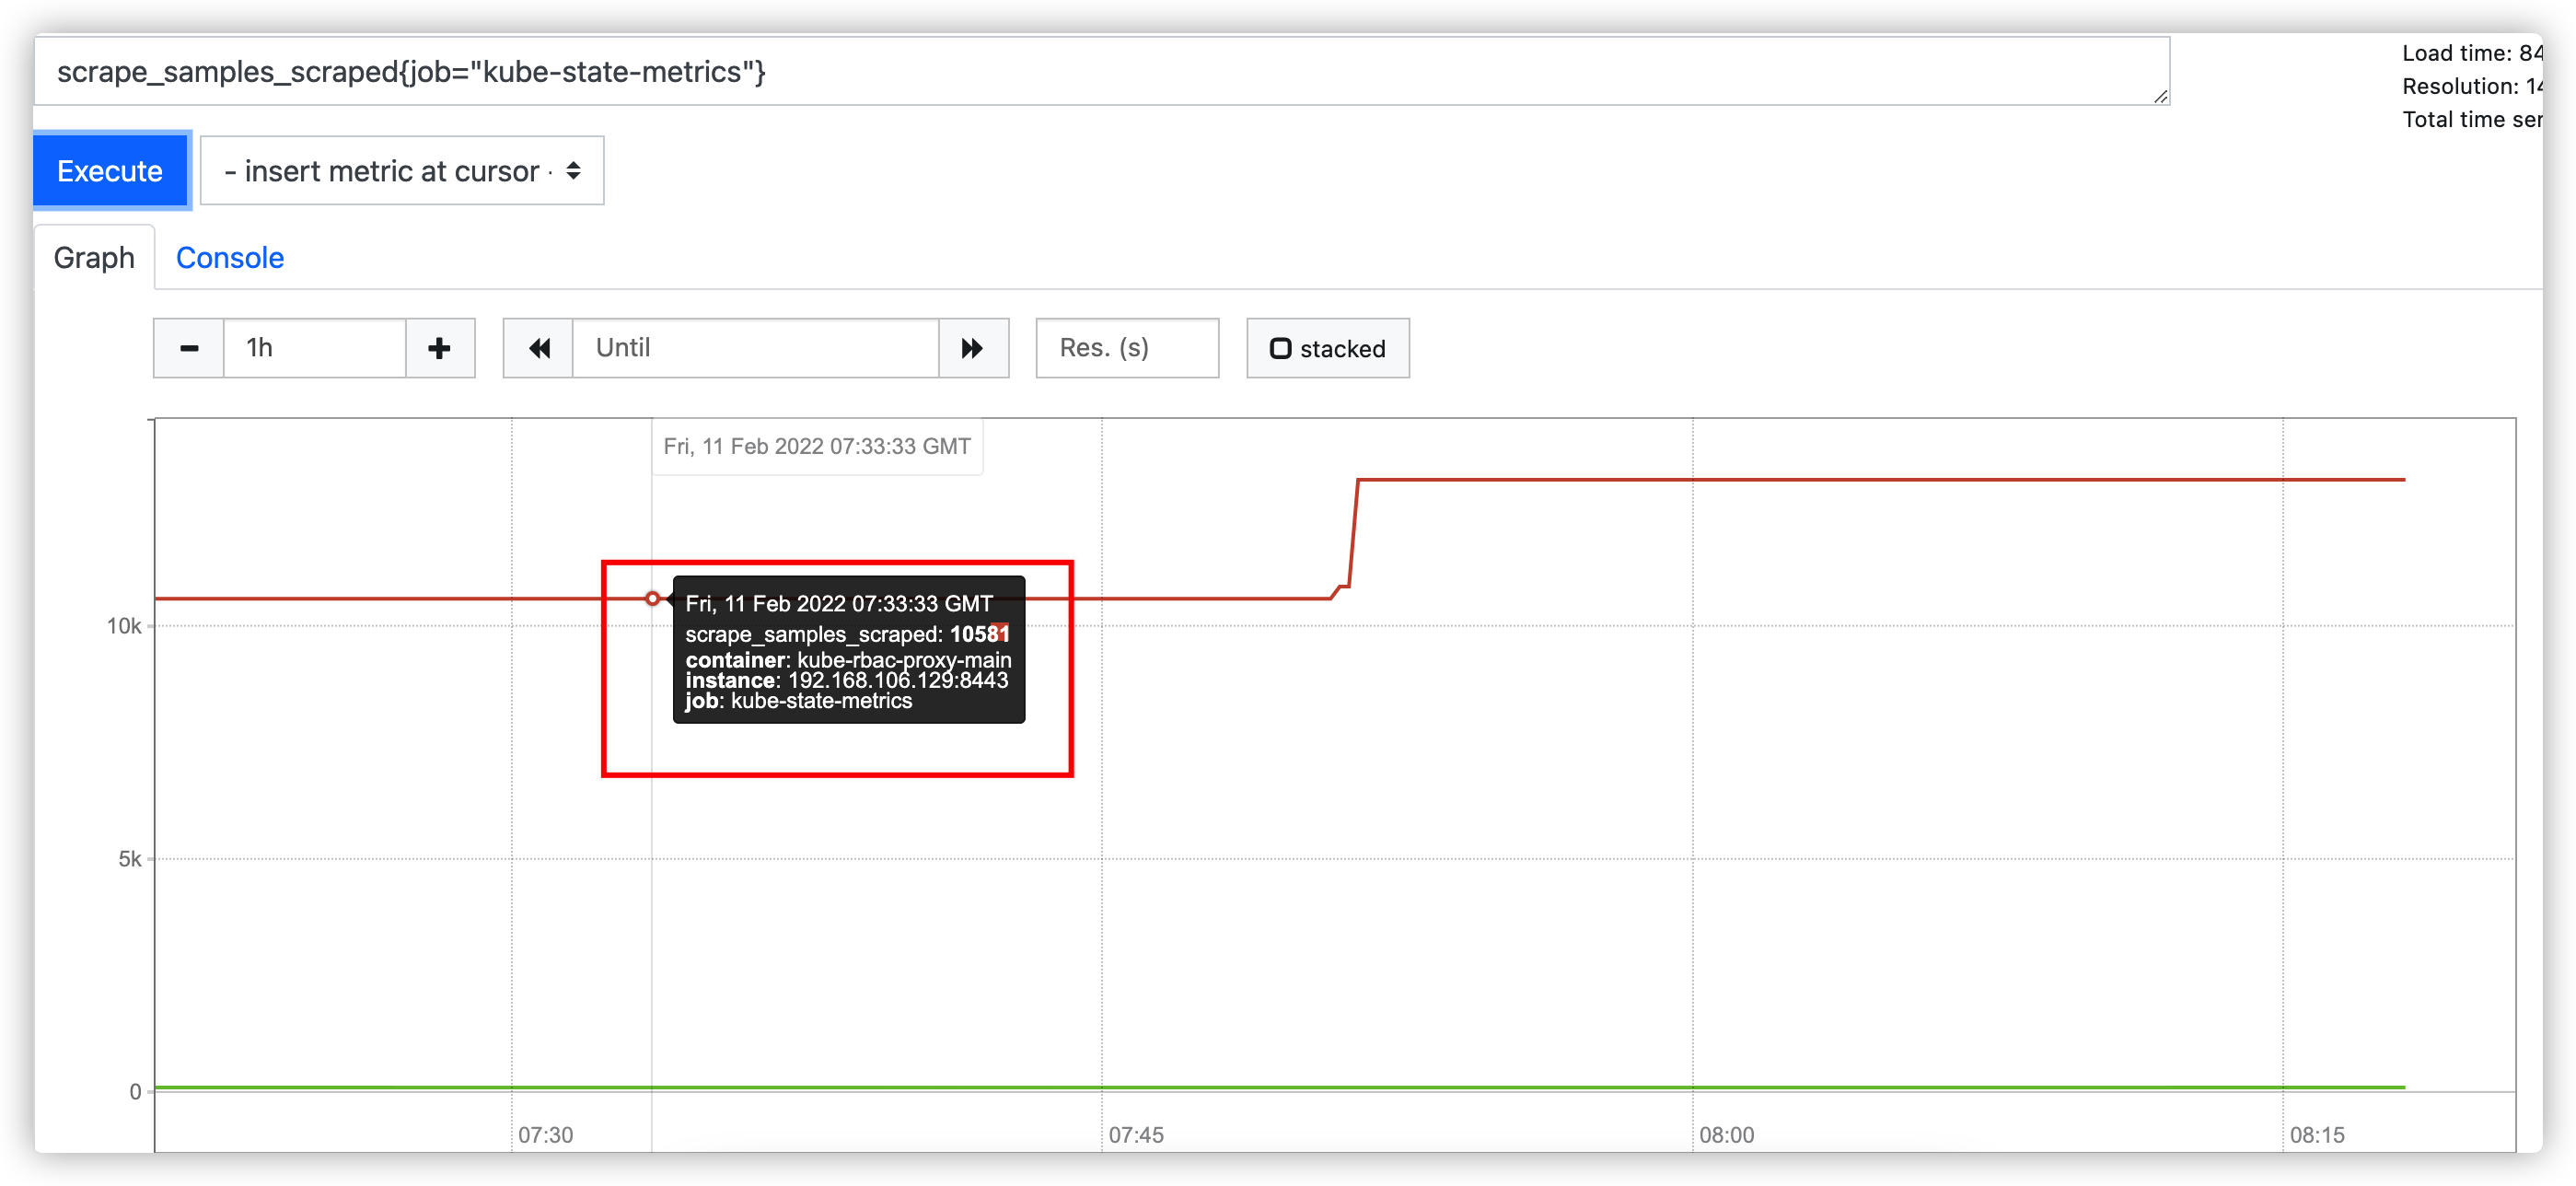 scrape_samples_scraped{job="kube-state-metrics"}
Load time: 84
Resolution: 14
Total time ser
Execute
- insert metric at cursor -
Graph
Console
1h
Until
Res. (s)
stacked
Fri, 11 Feb 2022 07:33:33 GMT
Fri, 11 Feb 2022 07:33:33 GMT
scrape_samples_scraped: 10581
container: kube-rbac-proxy-main
instance: 192.168.106.129:8443
job: kube-state-metrics
10k
5k
0
07:30
07:45
08:00
08:15